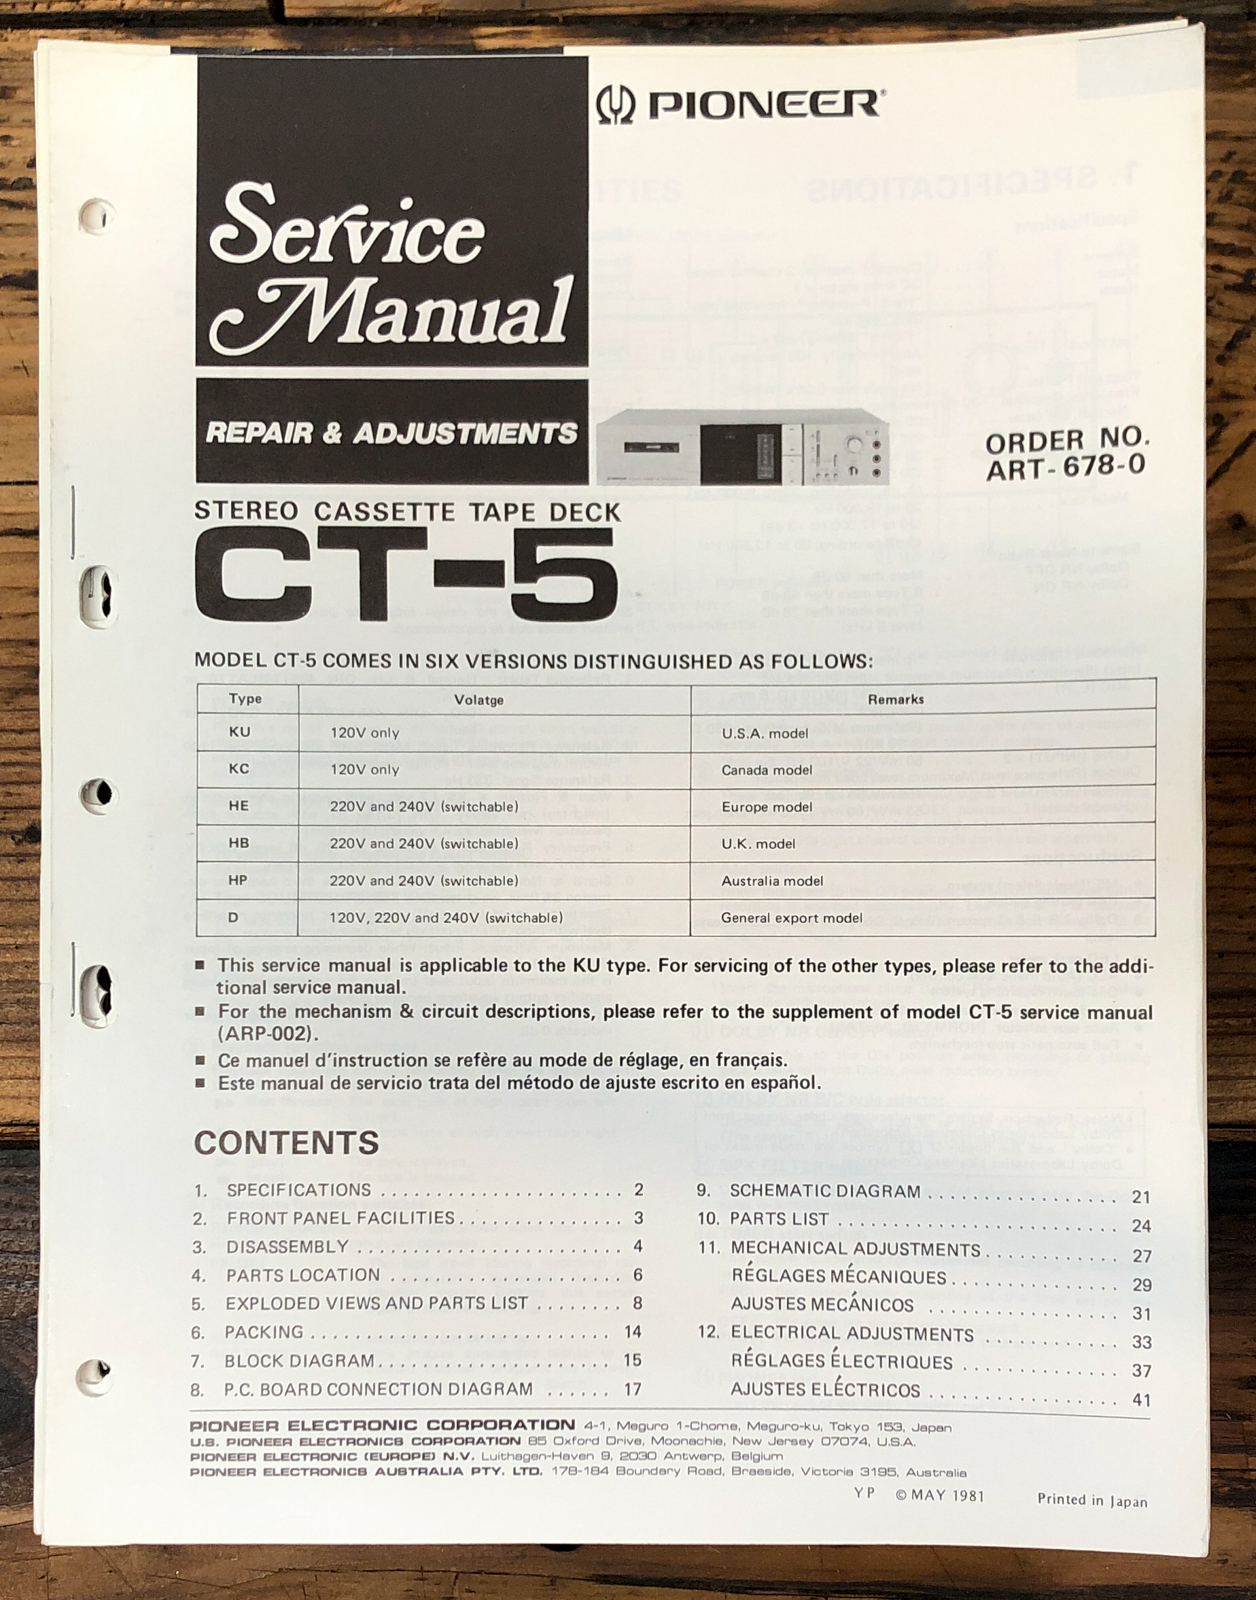 PIONEER®
Service
Manual
REPAIR & ADJUSTMENTS
ORDER NO.
ART-678-0
STEREO CASSETTE TAPE DECK
CT-5
MODEL CT-5 COMES IN SIX VERSIONS DISTINGUISHED AS FOLLOWS:
Type Volatge Remarks
KU 120V only U.S.A. model
KC 120V only Canada model
HE 220V and 240V (switchable) Europe model
HB 220V and 240V (switchable) U.K. model
HP 220V and 240V (switchable) Australia model
D 120V, 220V and 240V (switchable) General export model
■ This service manual is applicable to the KU type. For servicing of the other types, please refer to the addi-
tional service manual.
■ For the mechanism & circuit descriptions, please refer to the supplement of model CT-5 service manual
(ARP-002).
■ Ce manuel d'instruction se refère au mode de réglage, en français.
■ Este manual de servicio trata del método de ajuste escrito en español.
CONTENTS
1. SPECIFICATIONS ........................ 2
2. FRONT PANEL FACILITIES ................ 3
3. DISASSEMBLY .......................... 4
4. PARTS LOCATION ....................... 6
5. EXPLODED VIEWS AND PARTS LIST ........ 8
6. PACKING .............................. 14
7. BLOCK DIAGRAM ....................... 15
8. P.C. BOARD CONNECTION DIAGRAM ...... 17
9. SCHEMATIC DIAGRAM ................... 21
10. PARTS LIST ............................ 24
11. MECHANICAL ADJUSTMENTS ............. 27
RÉGLAGES MÉCANIQUES ................. 29
AJUSTES MECÁNICOS .................... 31
12. ELECTRICAL ADJUSTMENTS .............. 33
RÉGLAGES ÉLECTRIQUES ................ 37
AJUSTES ELÉCTRICOS ................... 41
PIONEER ELECTRONIC CORPORATION 4-1, Meguro 1-Chome, Meguro-ku, Tokyo 153, Japan
U.S. PIONEER ELECTRONICS CORPORATION 85 Oxford Drive, Moonachie, New Jersey 07074, U.S.A.
PIONEER ELECTRONIC (EUROPE) N.V. Luithagen-Haven 9, 2030 Antwerp, Belgium
PIONEER ELECTRONICS AUSTRALIA PTY. LTD. 178-184 Boundary Road, Braeside, Victoria 3195, Australia
YP © MAY 1981 Printed in Japan